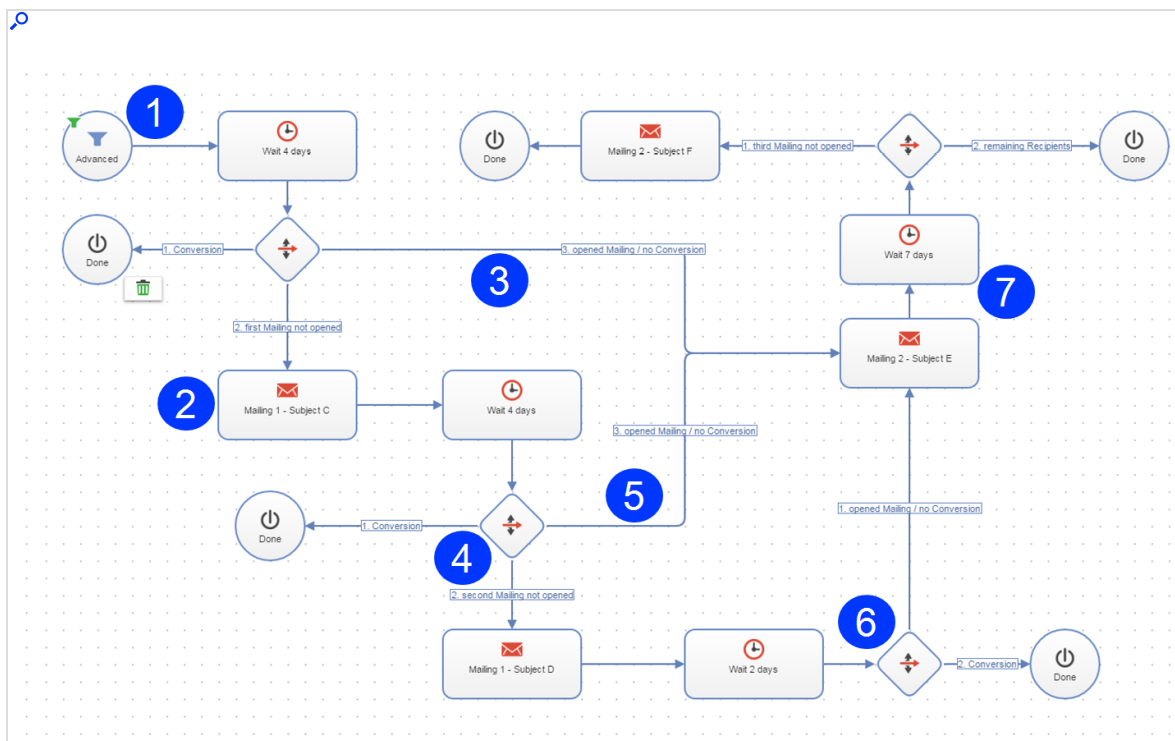 1
Advanced
Wait 4 days
Done
Mailing 2 - Subject F
1. third Mailing not opened
2. remaining Recipients
Done
Done
1. Conversion
3. opened Mailing / no Conversion
3
Wait 7 days
7
2. first Mailing not opened
Mailing 2 - Subject E
2
Mailing 1 - Subject C
Wait 4 days
3. opened Mailing / no Conversion
5
1. opened Mailing / no Conversion
Done
1. Conversion
4
2. second Mailing not opened
6
Mailing 1 - Subject D
Wait 2 days
2. Conversion
Done